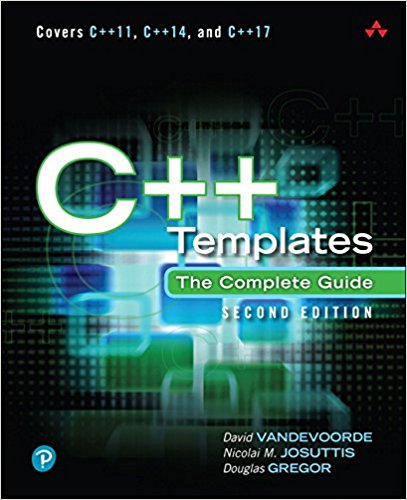 Covers C++11, C++14, and C++17
C++
Templates
The Complete Guide
SECOND EDITION
David VANDEVOORDE
Nicolai M. JOSUTTIS
Douglas GREGOR
P